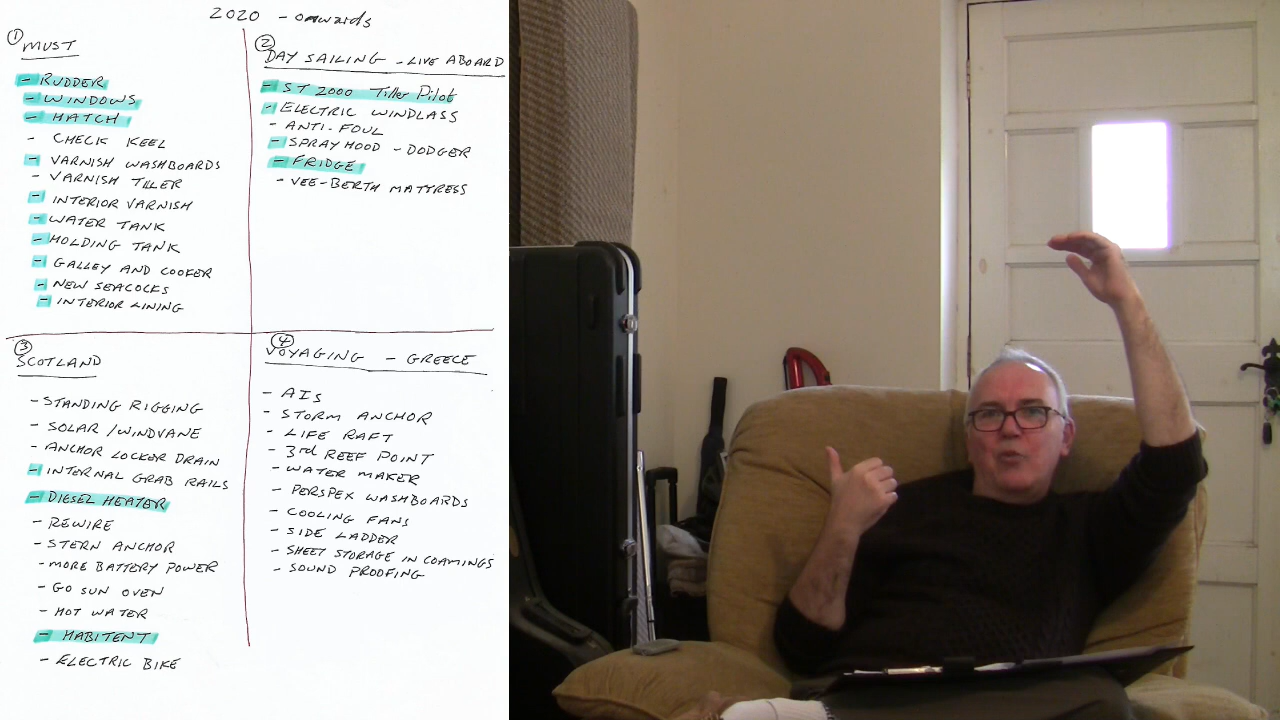 2020 - onwards
① MUST
- RUDDER
- WINDOWS
- HATCH
- CHECK KEEL
- VARNISH WASHBOARDS
- VARNISH TILLER
- INTERIOR VARNISH
- WATER TANK
- HOLDING TANK
- GALLEY AND COOKER
- NEW SEACOCKS
- INTERIOR LINING
② DAY SAILING - LIVE ABOARD
- ST 2000 Tiller Pilot
- ELECTRIC WINDLASS
- ANTI-FOUL
- SPRAYHOOD - DODGER
- FRIDGE
- VEE-BERTH MATTRESS
③ SCOTLAND
- STANDING RIGGING
- SOLAR / WINDVANE
- ANCHOR LOCKER DRAIN
- INTERNAL GRAB RAILS
- DIESEL HEATER
- REWIRE
- STERN ANCHOR
- MORE BATTERY POWER
- GO SUN OVEN
- HOT WATER
- HABITENT
- ELECTRIC BIKE
④ VOYAGING - GREECE
- AIS
- STORM ANCHOR
- LIFE RAFT
- 3rd REEF POINT
- WATER MAKER
- PERSPEX WASHBOARDS
- COOLING FANS
- SIDE LADDER
- SHEET STORAGE IN COAMINGS
- SOUND PROOFING